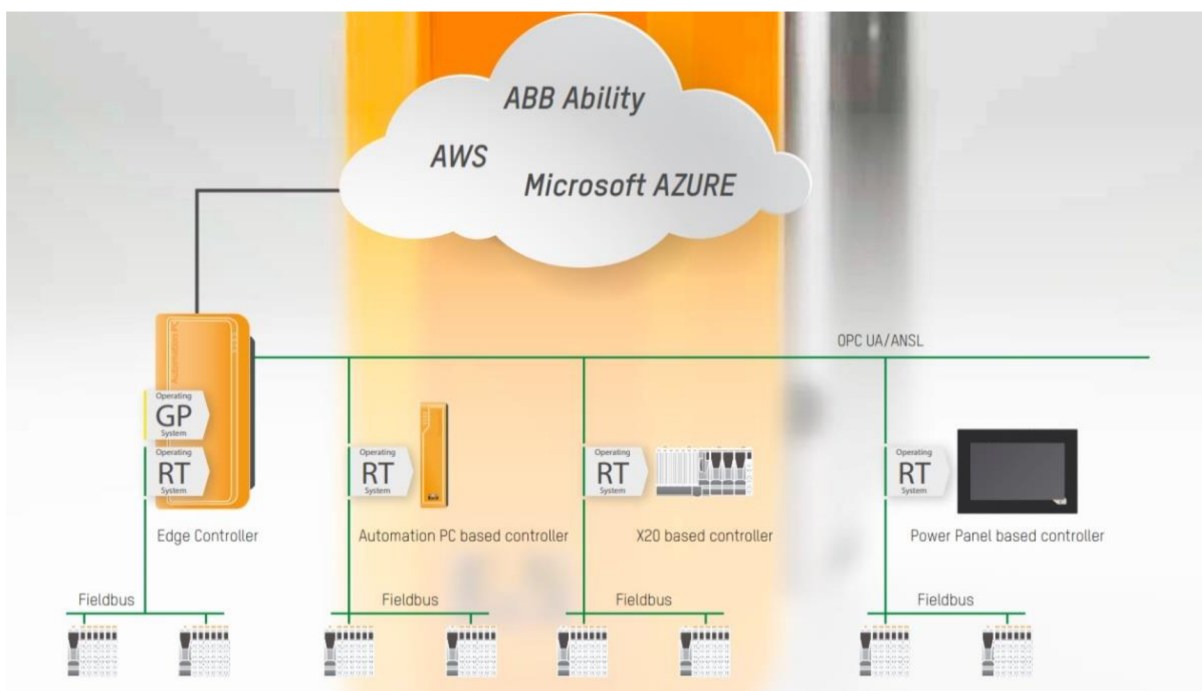 ABB Ability
AWS
Microsoft AZURE
OPC UA/ANSL
Automation PC
Operating
GP
System
Operating
RT
System
Operating
RT
System
Operating
RT
System
Operating
RT
System
Edge Controller
Automation PC based controller
X20 based controller
Power Panel based controller
Fieldbus
Fieldbus
Fieldbus
Fieldbus